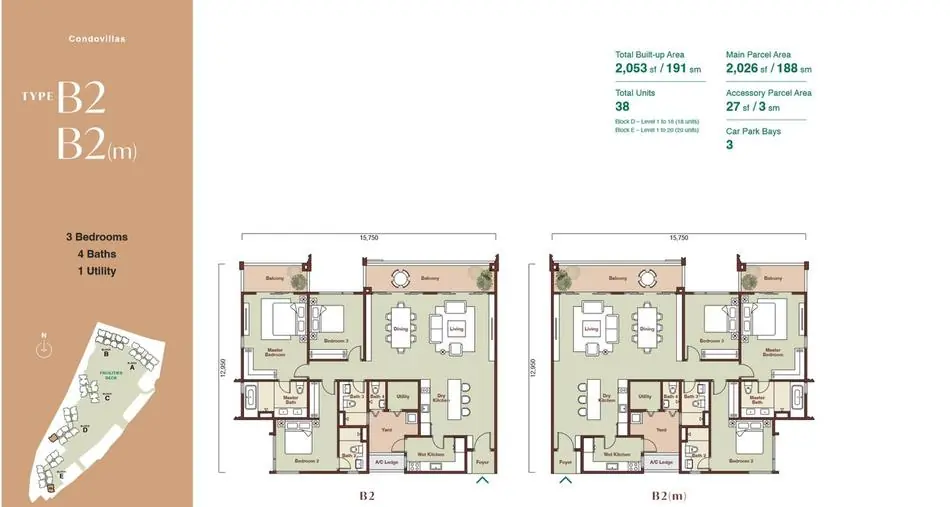 Condovillas
TYPE B2
B2(m)
3 Bedrooms
4 Baths
1 Utility
N
BLOCK
B
BLOCK
A
FACILITIES
DECK
BLOCK
C
BLOCK
D
BLOCK
E
Total Built-up Area
2,053 sf / 191 sm
Total Units
38
Block D – Level 1 to 18 (18 units)
Block E – Level 1 to 20 (20 units)
Main Parcel Area
2,026 sf / 188 sm
Accessory Parcel Area
27 sf / 3 sm
Car Park Bays
3
15,750
12,950
Balcony
Balcony
Master
Bedroom
Bedroom 3
Dining
Living
Master
Bath
Bath 3
Bath 4
Utility
Dry
Kitchen
Yard
Bedroom 2
Bath 2
A/C Ledge
Wet Kitchen
Foyer
B2
15,750
12,950
Balcony
Balcony
Living
Dining
Bedroom 3
Master
Bedroom
Dry
Kitchen
Utility
Bath 4
Bath 3
Master
Bath
Yard
Foyer
Wet Kitchen
A/C Ledge
Bath 2
Bedroom 2
B2(m)